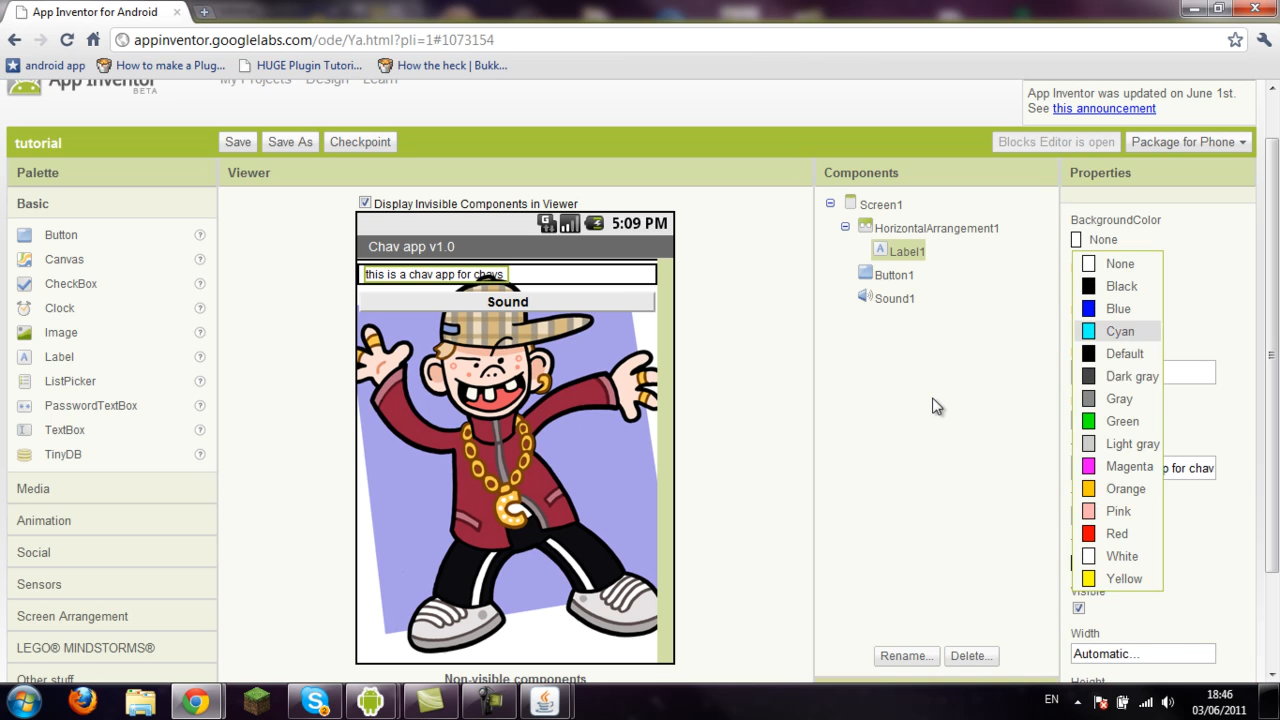 App Inventor for Android
appinventor.googlelabs.com/ode/Ya.html?pli=1#1073154
android app How to make a Plug... HUGE Plugin Tutori... How the heck | Bukk...
App Inventor
BETA
My Projects Design Learn
App Inventor was updated on June 1st.
See this announcement
tutorial Save Save As Checkpoint Blocks Editor is open Package for Phone
Palette Viewer Components Properties
Basic
Button ?
Canvas ?
CheckBox ?
Clock ?
Image ?
Label ?
ListPicker ?
PasswordTextBox ?
TextBox ?
TinyDB ?
Media
Animation
Social
Sensors
Screen Arrangement
LEGO® MINDSTORMS®
Other stuff
Display Invisible Components in Viewer
G 5:09 PM
Chav app v1.0
this is a chav app for chavs
Sound
Non-visible components
Screen1
HorizontalArrangement1
A Label1
Button1
Sound1
Rename... Delete...
BackgroundColor
None
None
Black
Blue
Cyan
Default
Dark gray
Gray
Green
Light gray
Magenta
Orange
Pink
Red
White
Yellow
p for chav
Visible
Width
Automatic...
Height
EN 18:46
03/06/2011